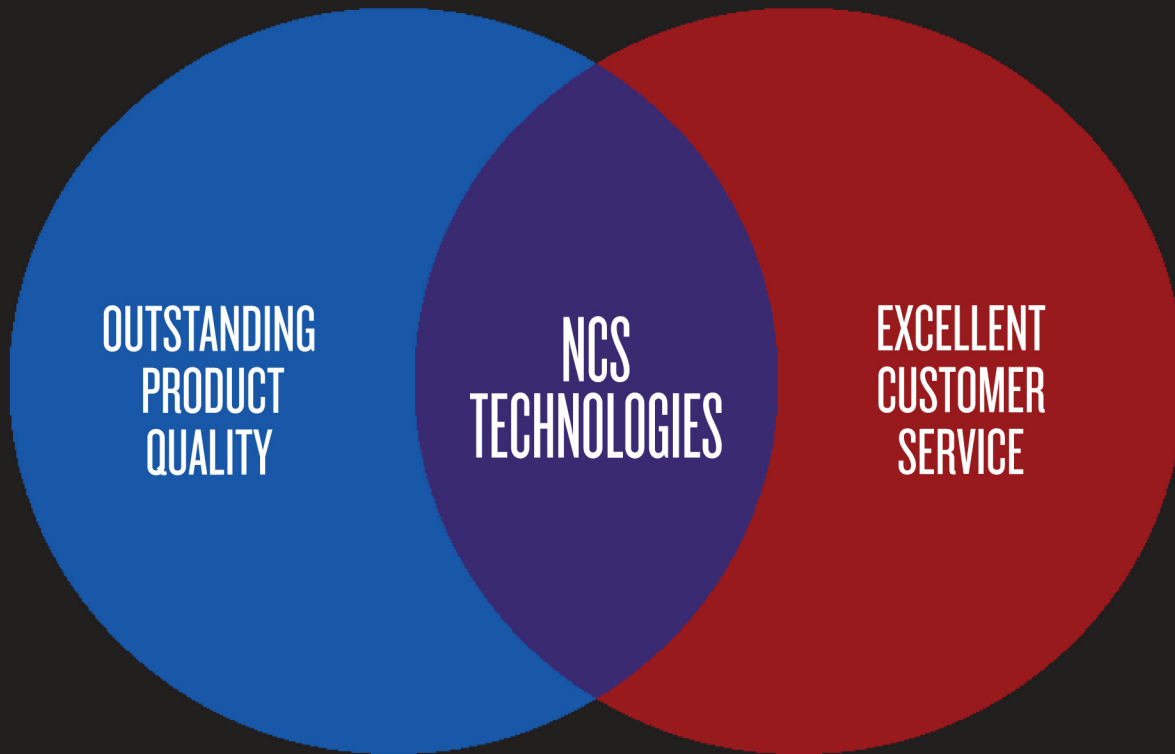 OUTSTANDING
PRODUCT
QUALITY
NCS
TECHNOLOGIES
EXCELLENT
CUSTOMER
SERVICE